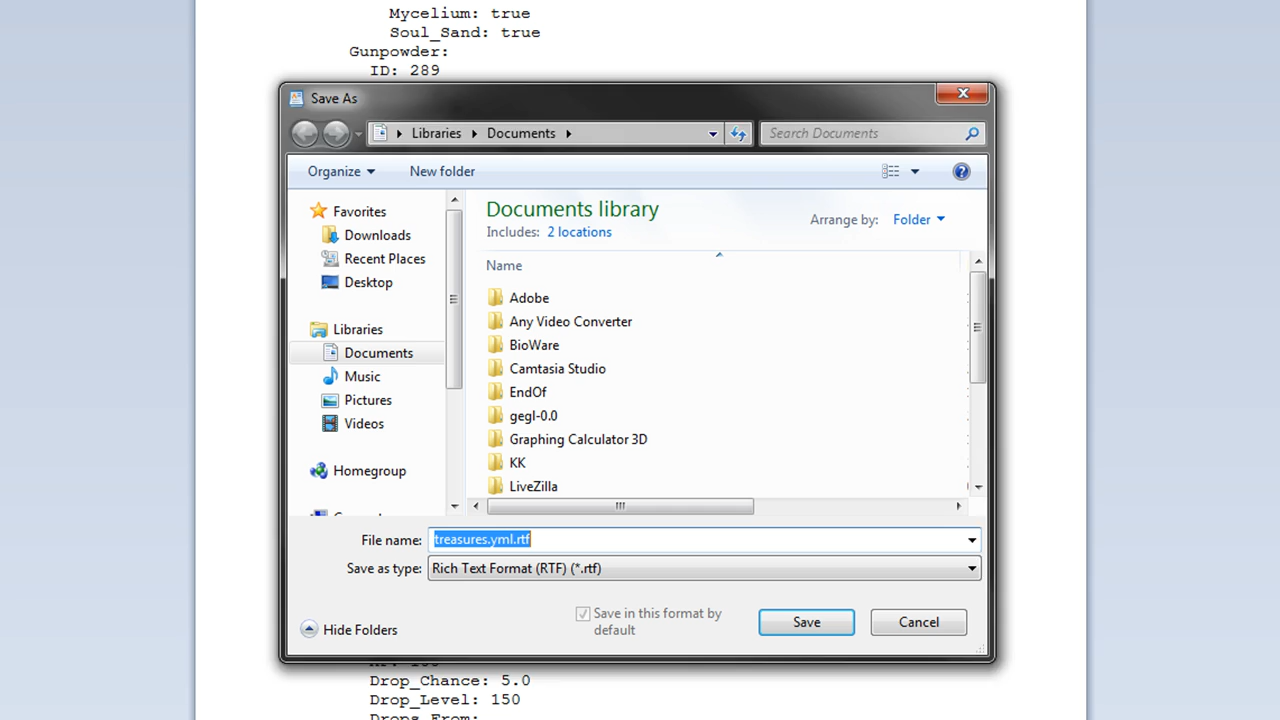 Mycelium: true
Soul_Sand: true
Gunpowder:
ID: 289
Save As
Libraries Documents
Search Documents
Organize
New folder
Documents library
Includes: 2 locations
Arrange by: Folder
Favorites
Downloads
Recent Places
Desktop
Libraries
Documents
Music
Pictures
Videos
Homegroup
Name
Adobe
Any Video Converter
BioWare
Camtasia Studio
EndOf
gegl-0.0
Graphing Calculator 3D
KK
LiveZilla
File name: treasures.yml.rtf
Save as type: Rich Text Format (RTF) (*.rtf)
Save in this format by
default
Save
Cancel
Hide Folders
Drop_Chance: 5.0
Drop_Level: 150
Drops_From: